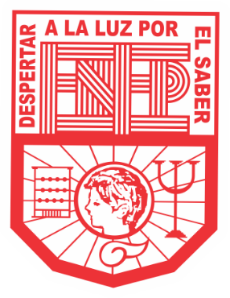 DESPERTAR
A LA LUZ POR
EL SABER
ENP